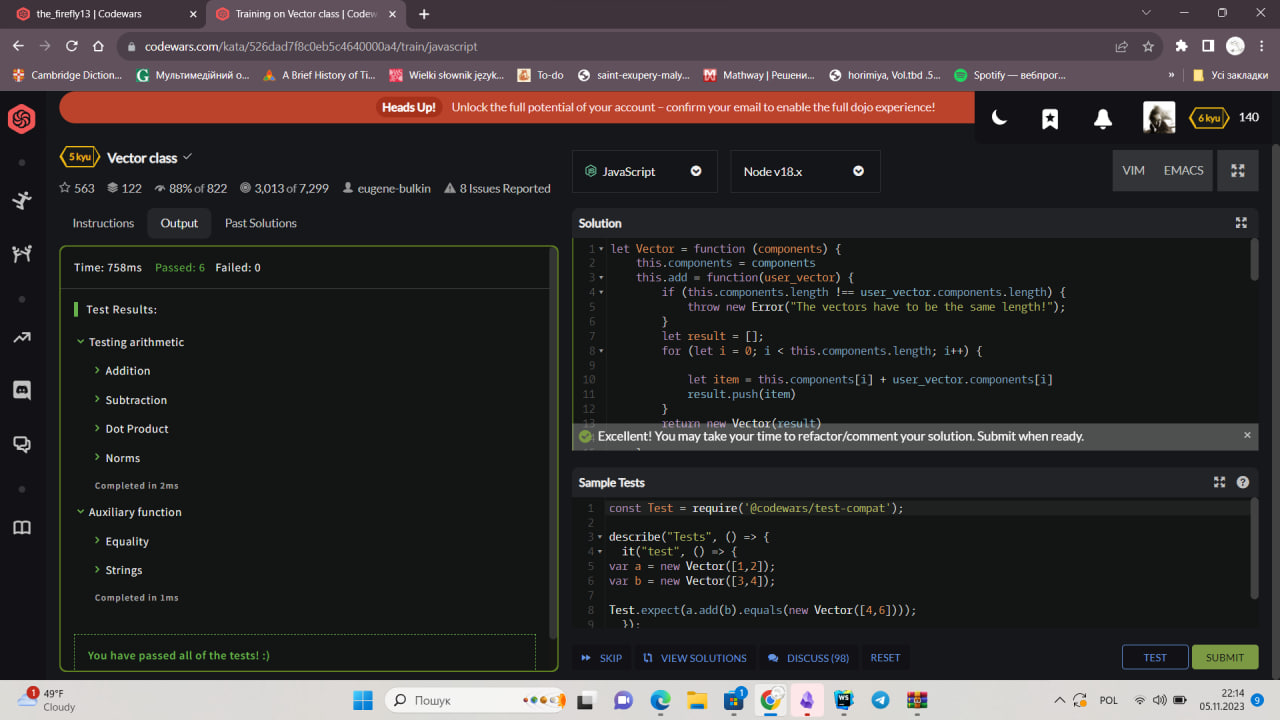 the_firefly13 | Codewars
Training on Vector class | Codew
codewars.com/kata/526dad7f8c0eb5c4640000a4/train/javascript
Cambridge Diction...
Мультимедійний о...
A Brief History of Ti...
Wielki słownik język...
To-do
saint-exupery-maly...
Mathway | Решени...
horimiya, Vol.tbd .5...
Spotify — вебпрог...
»
Усі закладки
Heads Up! Unlock the full potential of your account – confirm your email to enable the full dojo experience!
6 kyu
140
5 kyu Vector class
563
122
88% of 822
3,013 of 7,299
eugene-bulkin
8 Issues Reported
JavaScript
Node v18.x
VIM
EMACS
Instructions
Output
Past Solutions
Time: 758ms Passed: 6 Failed: 0
Test Results:
Testing arithmetic
Addition
Subtraction
Dot Product
Norms
Completed in 2ms
Auxiliary function
Equality
Strings
Completed in 1ms
You have passed all of the tests! :)
Solution
1 let Vector = function (components) {
2 this.components = components
3 this.add = function(user_vector) {
4 if (this.components.length !== user_vector.components.length) {
5 throw new Error("The vectors have to be the same length!");
6 }
7 let result = [];
8 for (let i = 0; i < this.components.length; i++) {
9
10 let item = this.components[i] + user_vector.components[i]
11 result.push(item)
12 }
13 return new Vector(result)
Excellent! You may take your time to refactor/comment your solution. Submit when ready.
Sample Tests
1 const Test = require('@codewars/test-compat');
2
3 describe("Tests", () => {
4 it("test", () => {
5 var a = new Vector([1,2]);
6 var b = new Vector([3,4]);
7
8 Test.expect(a.add(b).equals(new Vector([4,6])));
9 });
SKIP
VIEW SOLUTIONS
DISCUSS (98)
RESET
TEST
SUBMIT
1
49°F
Cloudy
Пошук
1
WS
POL
22:14
05.11.2023
9